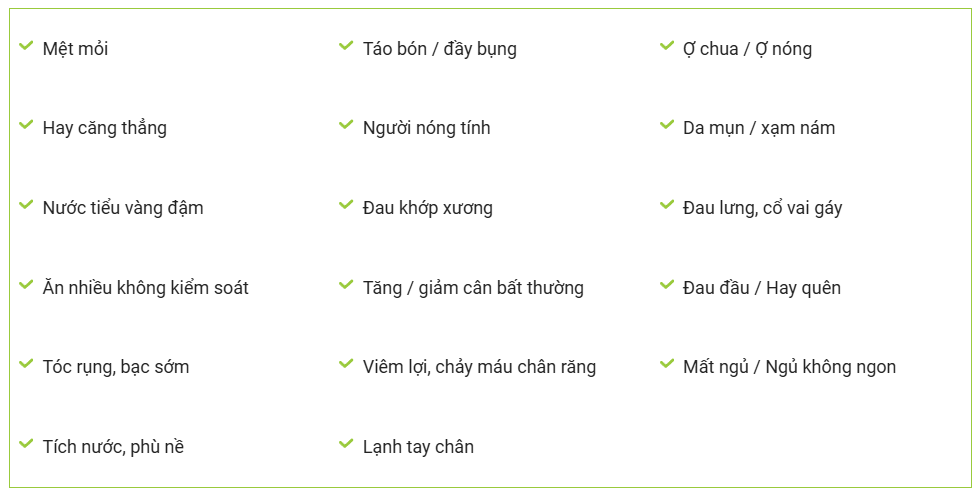 Mệt mỏi
Táo bón / đầy bụng
Ợ chua / Ợ nóng
Hay căng thẳng
Người nóng tính
Da mụn / xạm nám
Nước tiểu vàng đậm
Đau khớp xương
Đau lưng, cổ vai gáy
Ăn nhiều không kiểm soát
Tăng / giảm cân bất thường
Đau đầu / Hay quên
Tóc rụng, bạc sớm
Viêm lợi, chảy máu chân răng
Mất ngủ / Ngủ không ngon
Tích nước, phù nề
Lạnh tay chân